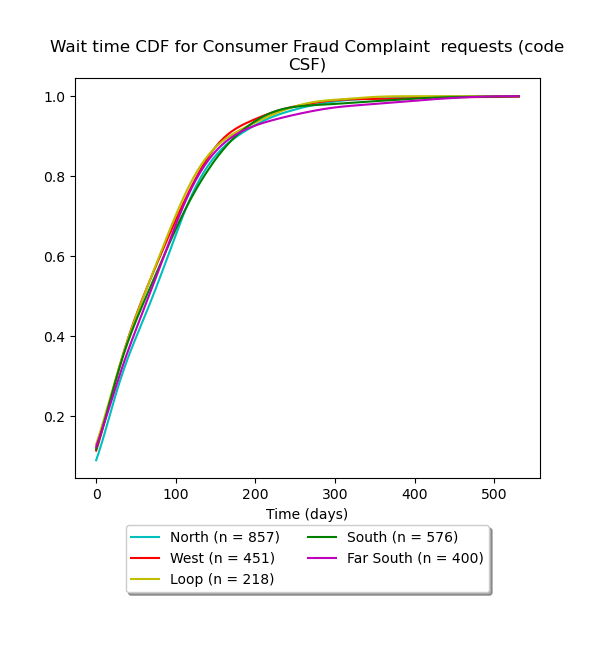 Wait time CDF for Consumer Fraud Complaint  requests (code
CSF)
1.0
0.8
0.6
0.4
0.2
0 100 200 300 400 500
Time (days)
North (n = 857) South (n = 576)
West (n = 451) Far South (n = 400)
Loop (n = 218)